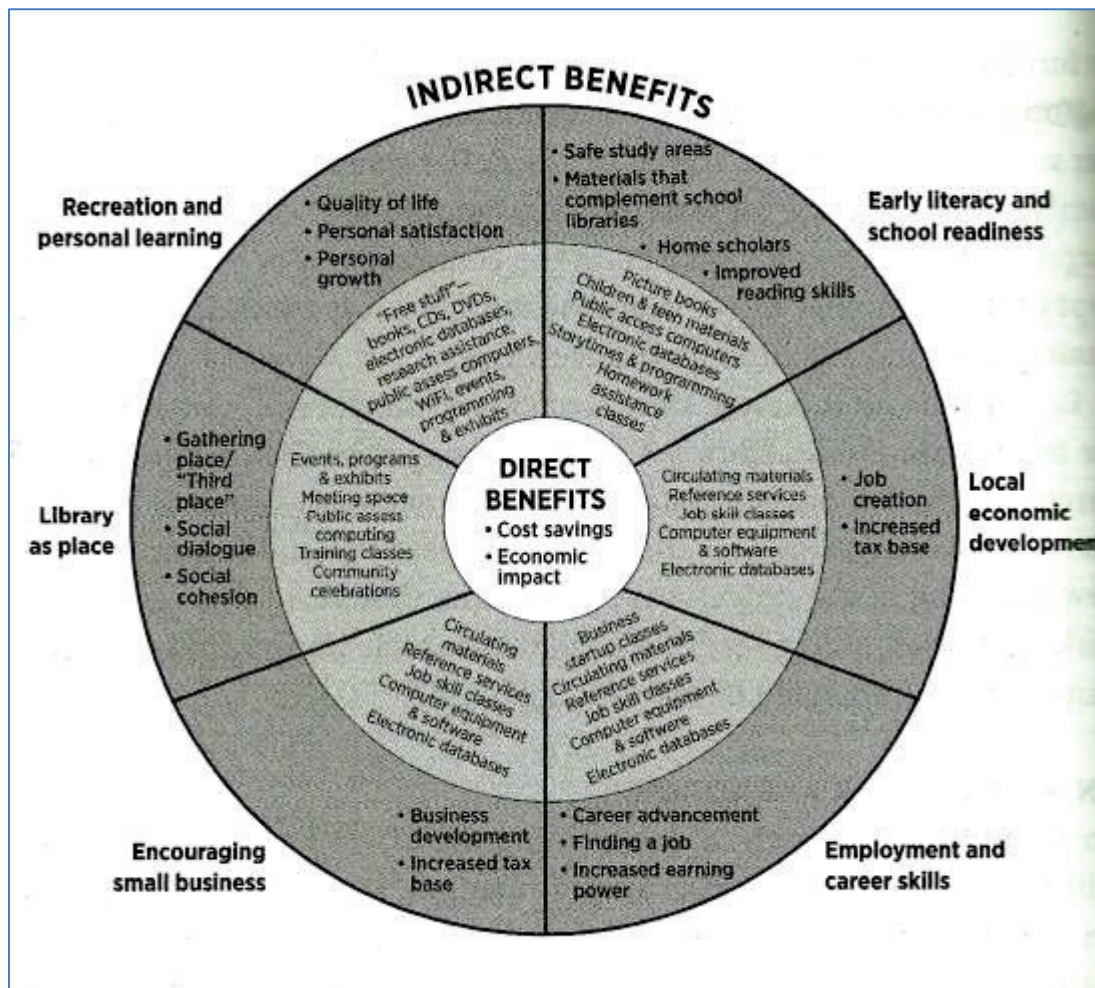 INDIRECT BENEFITS
Recreation and
personal learning
• Quality of life
• Personal satisfaction
• Personal
growth
"Free stuff"—
books, CDs, DVDs,
electronic databases,
research assistance,
public assess computers,
WiFi, events,
programming
& exhibits
• Safe study areas
• Materials that
complement school
libraries
• Home scholars
• Improved
reading skills
Early literacy and
school readiness
Picture books
Children & teen materials
Public access computers
Electronic databases
Storytimes & programming
Homework
assistance
classes
Library
as place
• Gathering
place/
"Third
place"
• Social
dialogue
• Social
cohesion
Events, programs
& exhibits
Meeting space
Public assess
computing
Training classes
Community
celebrations
DIRECT
BENEFITS
• Cost savings
• Economic
impact
Circulating materials
Reference services
Job skill classes
Computer equipment
& software
Electronic databases
• Job
creation
• Increased
tax base
Local
economic
developmen
Circulating
materials
Reference services
Job skill classes
Computer equipment
& software
Electronic databases
Business
startup classes
Circulating materials
Reference services
Job skill classes
Computer equipment
& software
Electronic databases
Encouraging
small business
• Business
development
• Increased tax
base
• Career advancement
• Finding a job
• Increased earning
power
Employment and
career skills